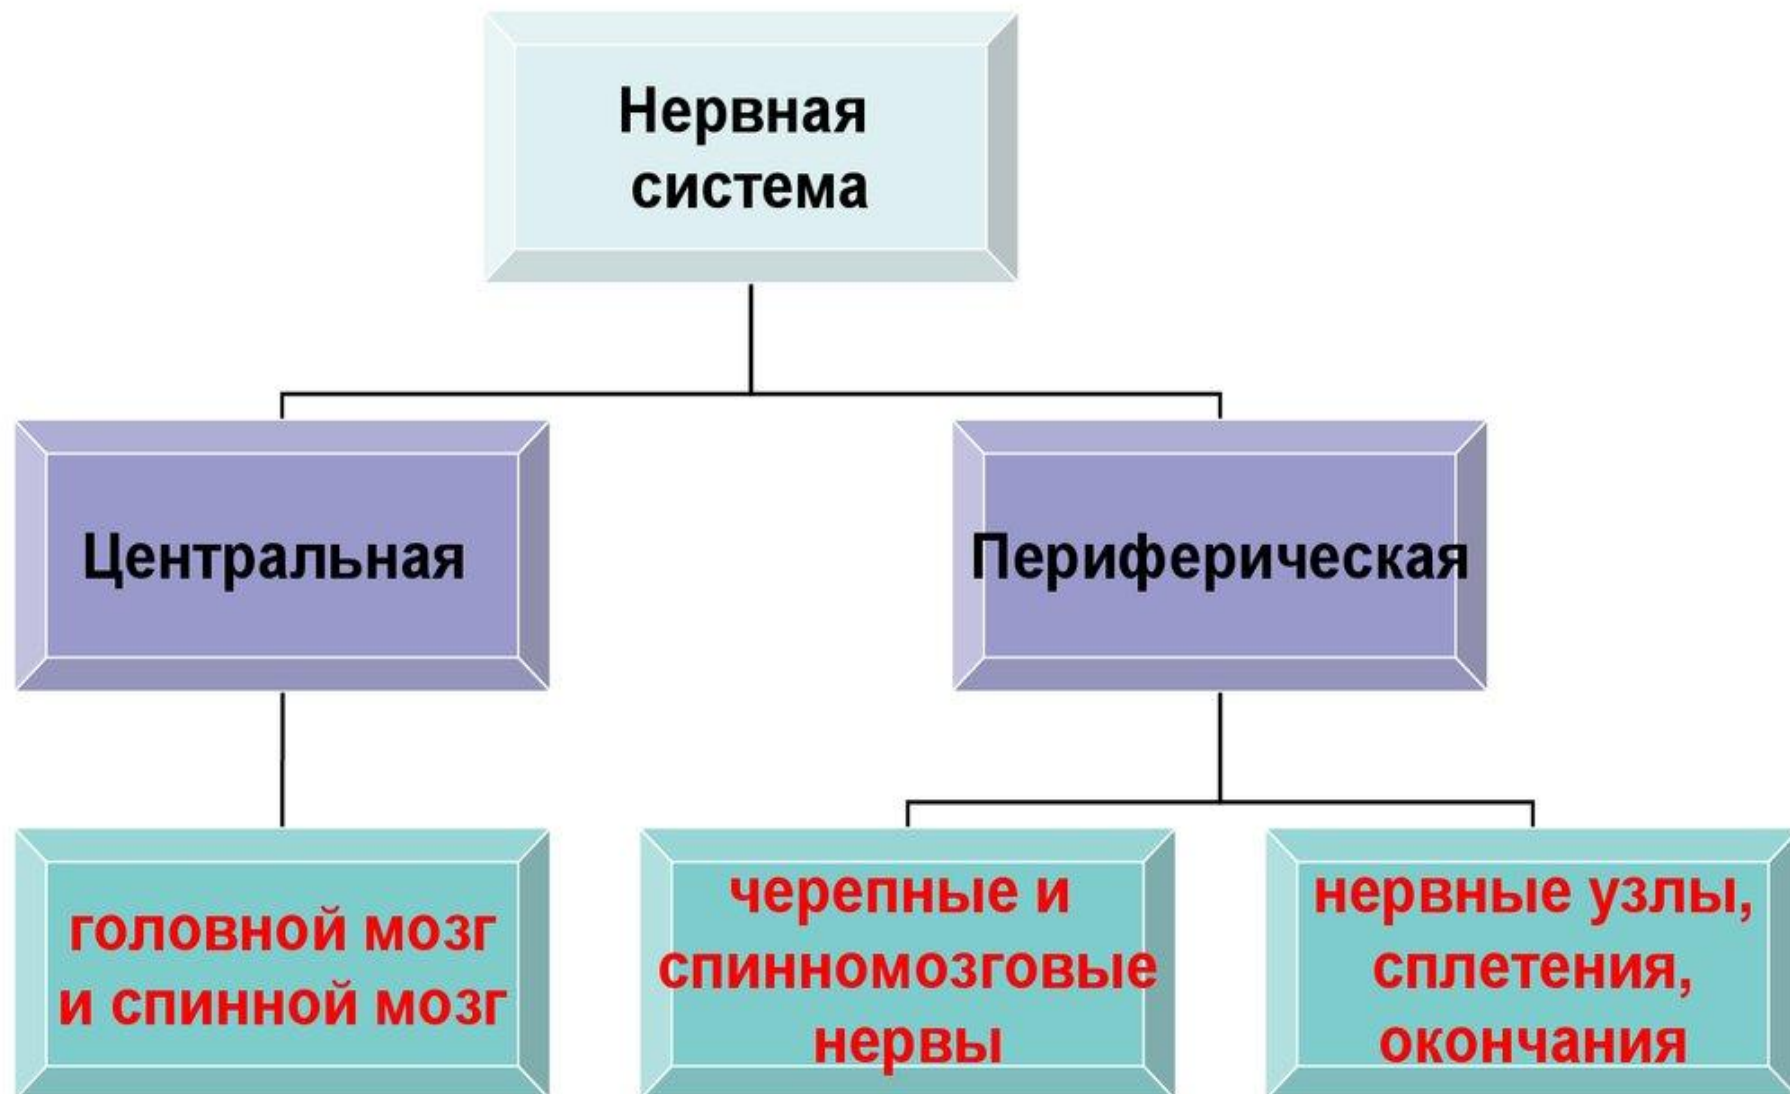 Нервная
система
Центральная
Периферическая
головной мозг
и спинной мозг
черепные и
спинномозговые
нервы
нервные узлы,
сплетения,
окончания